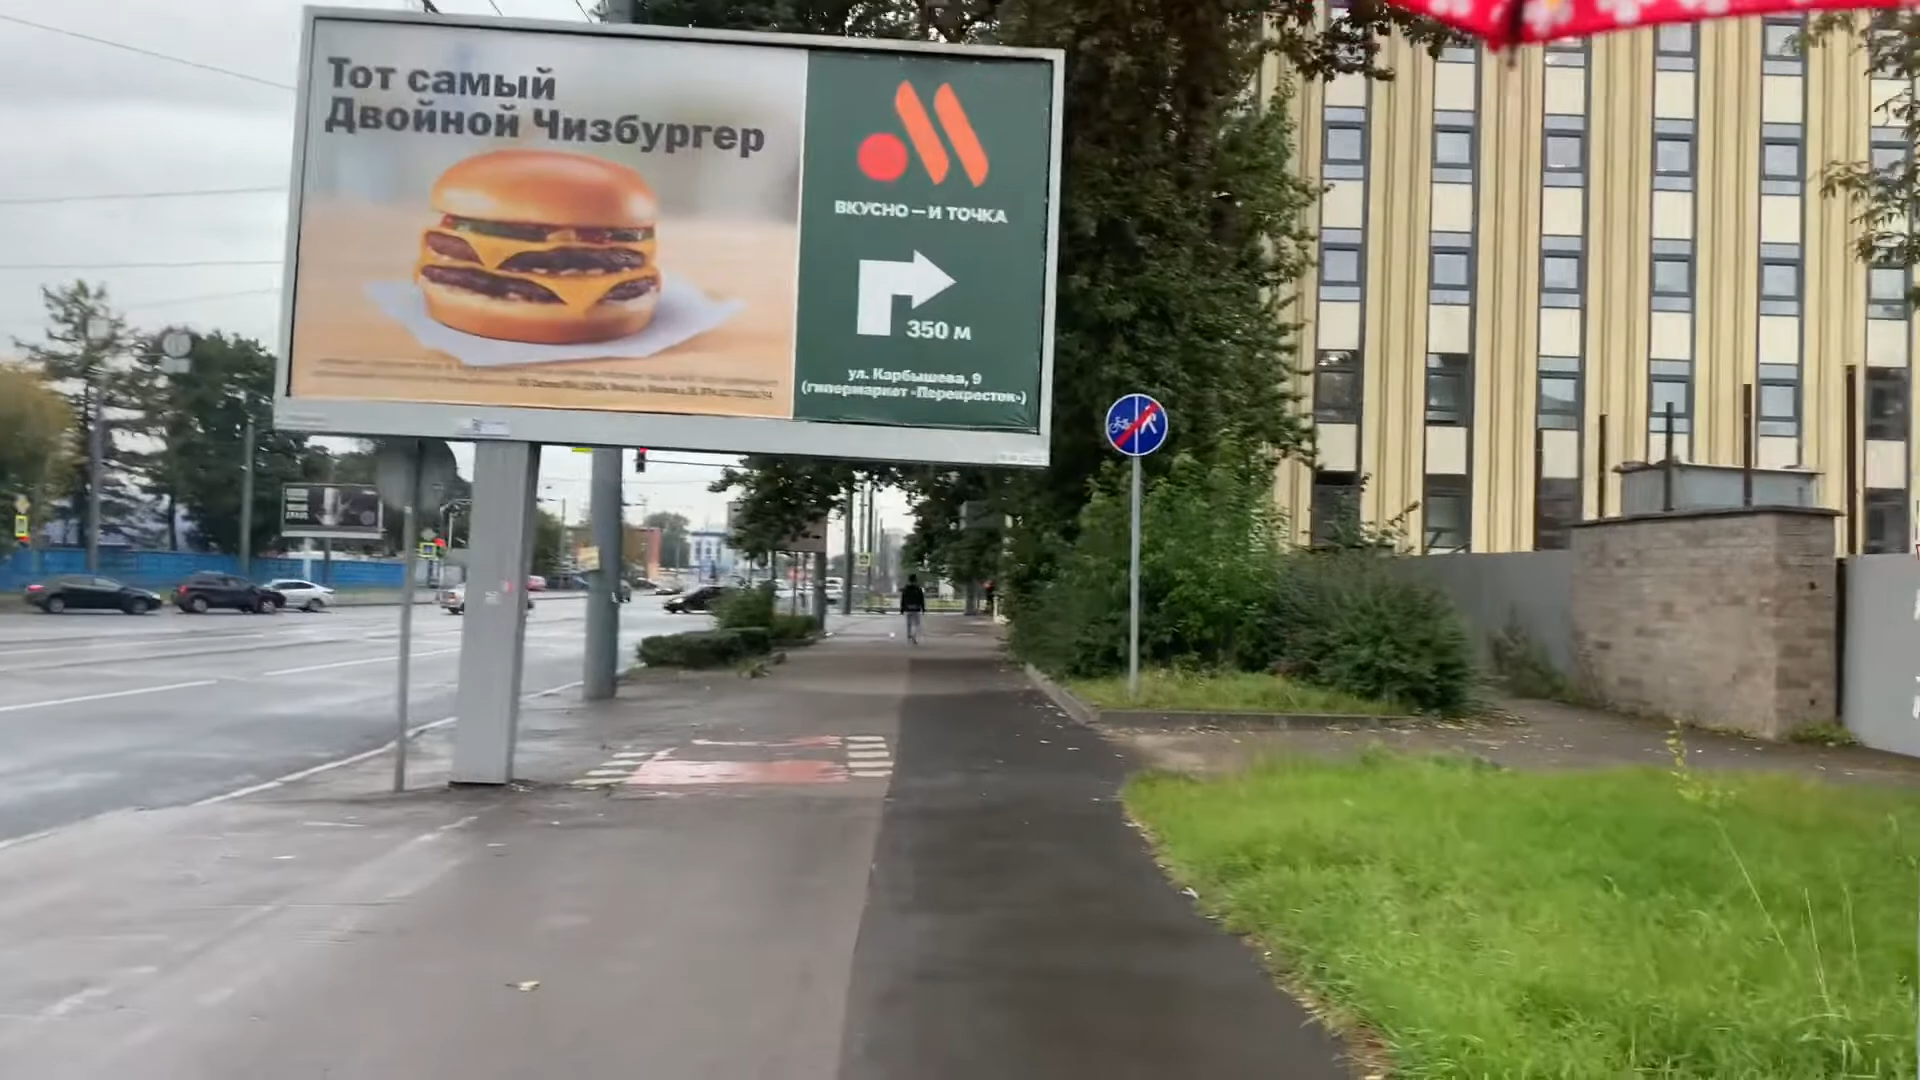 Тот самый
Двойной Чизбургер
ВКУСНО – И ТОЧКА
350 м
ул. Карбышева, 9
(гипермаркет «Перекресток»)